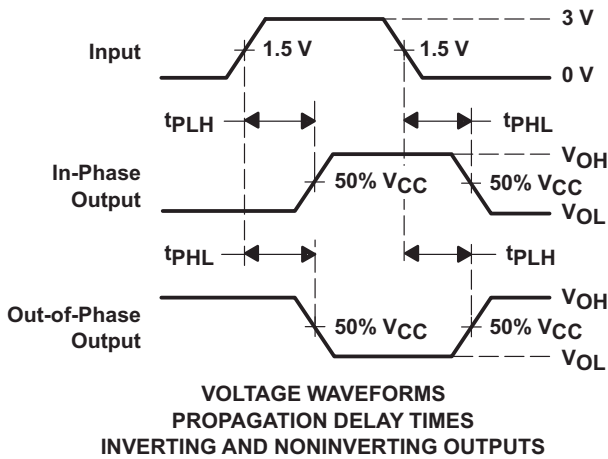 3 V
Input
1.5 V
1.5 V
0 V
tPLH
tPHL
VOH
In-Phase
Output
50% VCC
50% VCC
VOL
tPHL
tPLH
VOH
Out-of-Phase
Output
50% VCC
50% VCC
VOL
VOLTAGE WAVEFORMS
PROPAGATION DELAY TIMES
INVERTING AND NONINVERTING OUTPUTS